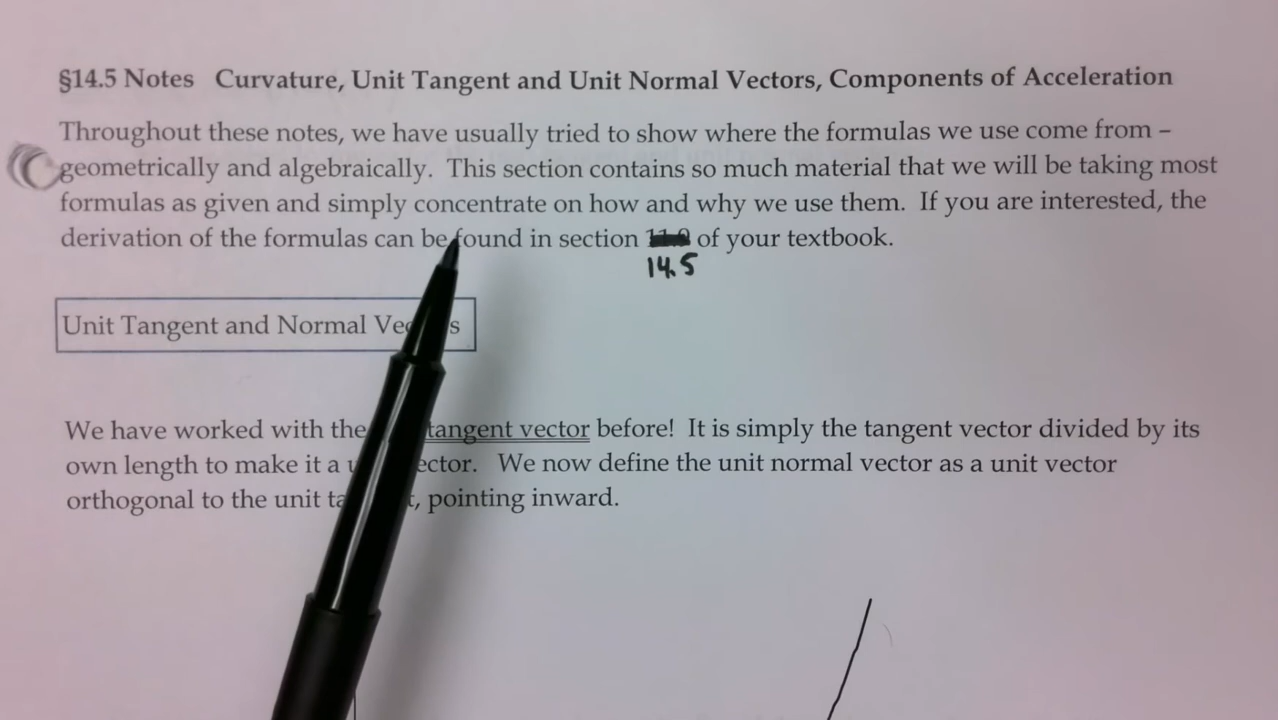 §14.5 Notes Curvature, Unit Tangent and Unit Normal Vectors, Components of Acceleration
Throughout these notes, we have usually tried to show where the formulas we use come from –
geometrically and algebraically. This section contains so much material that we will be taking most
formulas as given and simply concentrate on how and why we use them. If you are interested, the
derivation of the formulas can be found in section of your textbook.
14.5
Unit Tangent and Normal
We have worked with the tangent vector before! It is simply the tangent vector divided by its
own length to make it a We now define the unit normal vector as a unit vector
orthogonal to the unit pointing inward.